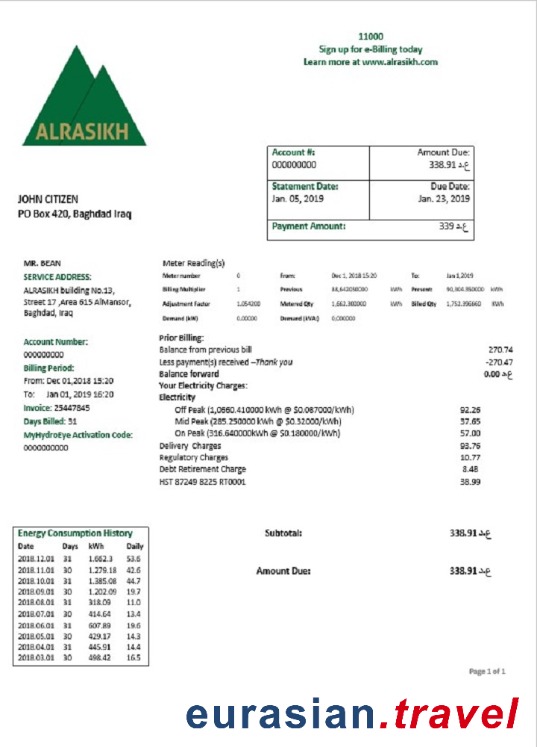 11000
Sign up for e-Billing today
Learn more at www.alrasikh.com
ALRASIKH
Account #: Amount Due:
000000000 338.91 د.ع
Statement Date: Due Date:
Jan. 05, 2019 Jan. 23, 2019
Payment Amount: 339 د.ع
JOHN CITIZEN
PO Box 420, Baghdad Iraq
MR. BEAN
SERVICE ADDRESS:
ALRASIKH building No.13,
Street 17 ,Area 615 AlMansor,
Baghdad, Iraq
Account Number:
000000000
Billing Period:
From: Dec 01,2018 15:20
To: Jan 01, 2019 16:20
Invoice: 25447845
Days Billed: 31
MyHydroEye Activation Code:
0000000000
Meter Reading(s)
Meter number 0 From: Dec 1, 2018 15:20 To: Jan 1,2019
Billing Multiplier 1 Previous kWh Present: kWh
Adjustment Factor 1.054200 Metered Qty 1,662.300000 kWh Billed Qty kWh
Demand (kW) 0,00000 Demand (kVA) 0,000000
Prior Billing:
Balance from previous bill 270.74
Less payment(s) received –Thank you -270.47
Balance forward 0.00 د.ع
Your Electricity Charges:
Electricity
Off Peak (1,0660.410000 kWh @ $0.087000/kWh) 92.26
Mid Peak (285.250000 kWh @ $0.32000/kWh) 37.65
On Peak (316.640000kWh @ $0.180000/kWh) 57.00
Delivery Charges 93.76
Regulatory Charges 10.77
Debt Retirement Charge 8.48
HST 87249 8225 RT0001 38.99
Energy Consumption History
Date Days kWh Daily
2018.12.01 31 1.662.3 53.6
2018.11.01 30 1.279.18 42.6
2018.10.01 31 1.385.08 44.7
2018.09.01 30 1.202.09 19.7
2018.08.01 31 318.09 11.0
2018.07.01 30 414.64 13.4
2018.06.01 31 607.89 19.6
2018.05.01 30 429.17 14.3
2018.04.01 31 445.91 14.4
2018.03.01 30 498.42 16.5
Subtotal: 338.91 د.ع
Amount Due: 338.91 د.ع
Page 1 of 1
eurasian.travel